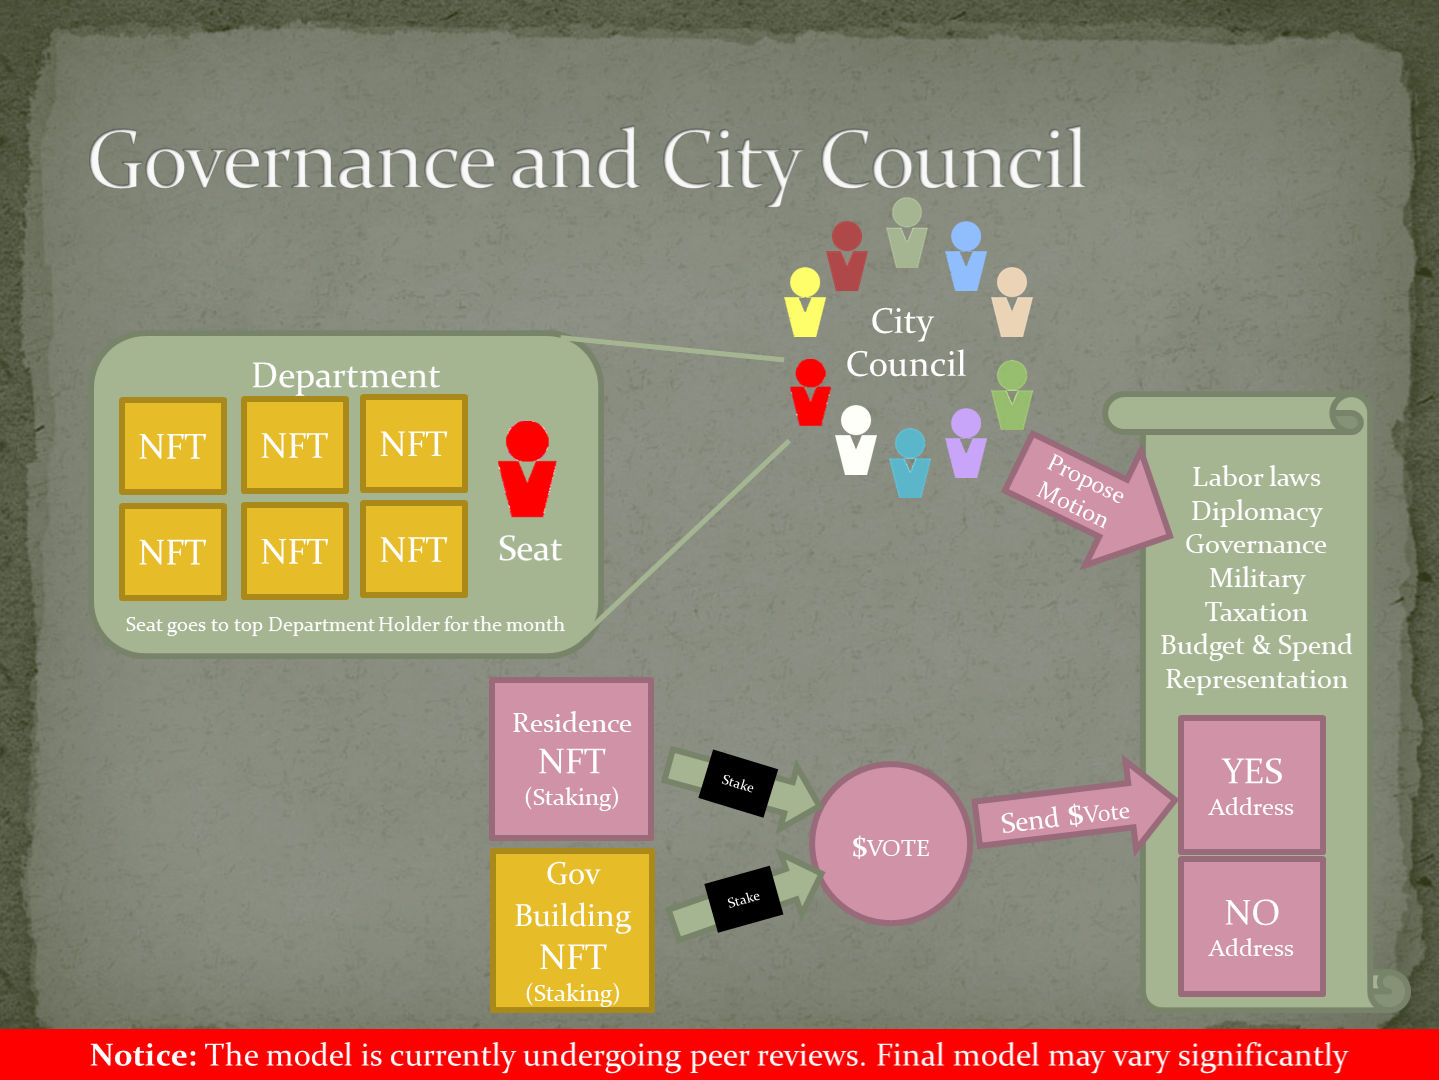 Governance and City Council
City
Council
Department
NFT NFT NFT
NFT NFT NFT
Seat
Seat goes to top Department Holder for the month
Propose
Motion
Labor laws
Diplomacy
Governance
Military
Taxation
Budget & Spend
Representation
Residence
NFT
(Staking)
Stake
Gov
Building
NFT
(Staking)
Stake
$VOTE
Send $Vote
YES
Address
NO
Address
Notice: The model is currently undergoing peer reviews. Final model may vary significantly